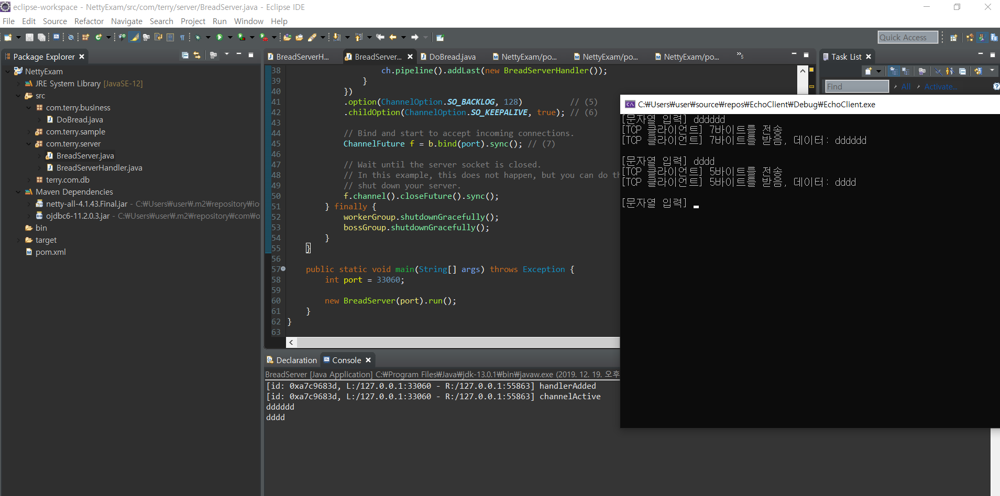 eclipse-workspace - NettyExam/src/com/terry/server/BreadServer.java - Eclipse IDE
File Edit Source Refactor Navigate Search Project Run Window Help
Quick Access
Package Explorer
NettyExam
JRE System Library [JavaSE-12]
src
com.terry.business
DoBread.java
com.terry.sample
com.terry.server
BreadServer.java
BreadServerHandler.java
terry.com.db
Maven Dependencies
netty-all-4.1.43.Final.jar - C:₩Users₩user₩.m2₩repository₩io
ojdbc6-11.2.0.3.jar - C:₩Users₩user₩.m2₩repository₩com₩o
bin
target
pom.xml
BreadServerH... BreadServer... DoBread.java NettyExam/po... NettyExam/po... NettyExam/po... »5
38 ch.pipeline().addLast(new BreadServerHandler());
39 }
40 })
41 .option(ChannelOption.SO_BACKLOG, 128) // (5)
42 .childOption(ChannelOption.SO_KEEPALIVE, true); // (6)
43
44 // Bind and start to accept incoming connections.
45 ChannelFuture f = b.bind(port).sync(); // (7)
46
47 // Wait until the server socket is closed.
48 // In this example, this does not happen, but you can do th
49 // shut down your server.
50 f.channel().closeFuture().sync();
51 } finally {
52 workerGroup.shutdownGracefully();
53 bossGroup.shutdownGracefully();
54 }
55 }
56
57 public static void main(String[] args) throws Exception {
58 int port = 33060;
59
60 new BreadServer(port).run();
61 }
62 }
63
Task List
Find All Activate...
C:₩Users₩user₩source₩repos₩EchoClient₩Debug₩EchoClient.exe
[문자열 입력] dddddd
[TCP 클라이언트] 7바이트를 전송
[TCP 클라이언트] 7바이트를 받음, 데이터: dddddd
[문자열 입력] dddd
[TCP 클라이언트] 5바이트를 전송
[TCP 클라이언트] 5바이트를 받음, 데이터: dddd
[문자열 입력]
Declaration Console
BreadServer [Java Application] C:₩Program Files₩Java₩jdk-13.0.1₩bin₩javaw.exe (2019. 12. 19. 오후
[id: 0xa7c9683d, L:/127.0.0.1:33060 - R:/127.0.0.1:55863] handlerAdded
[id: 0xa7c9683d, L:/127.0.0.1:33060 - R:/127.0.0.1:55863] channelActive
dddddd
dddd